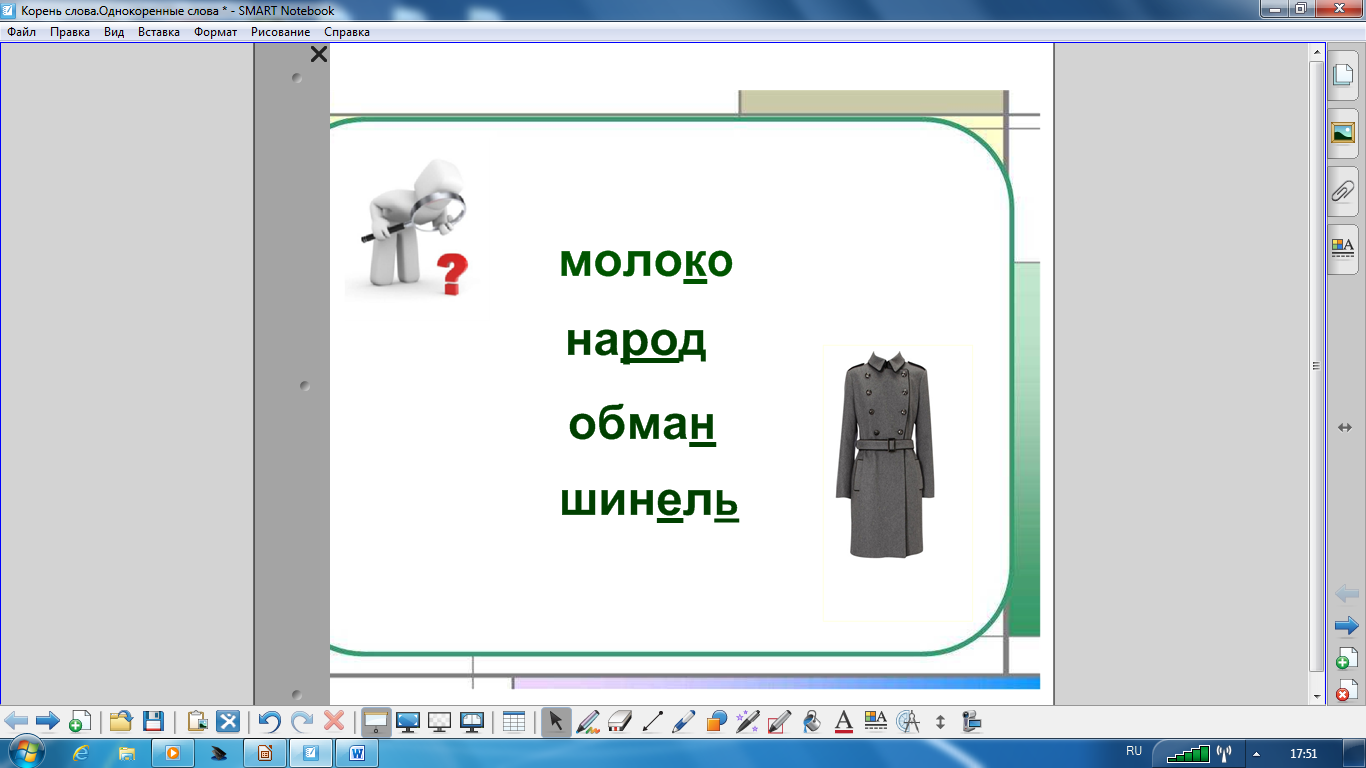 Корень слова.Однокоренные слова * - SMART Notebook
Файл Правка Вид Вставка Формат Рисование Справка
молоко
народ
обман
шинель
RU 17:51